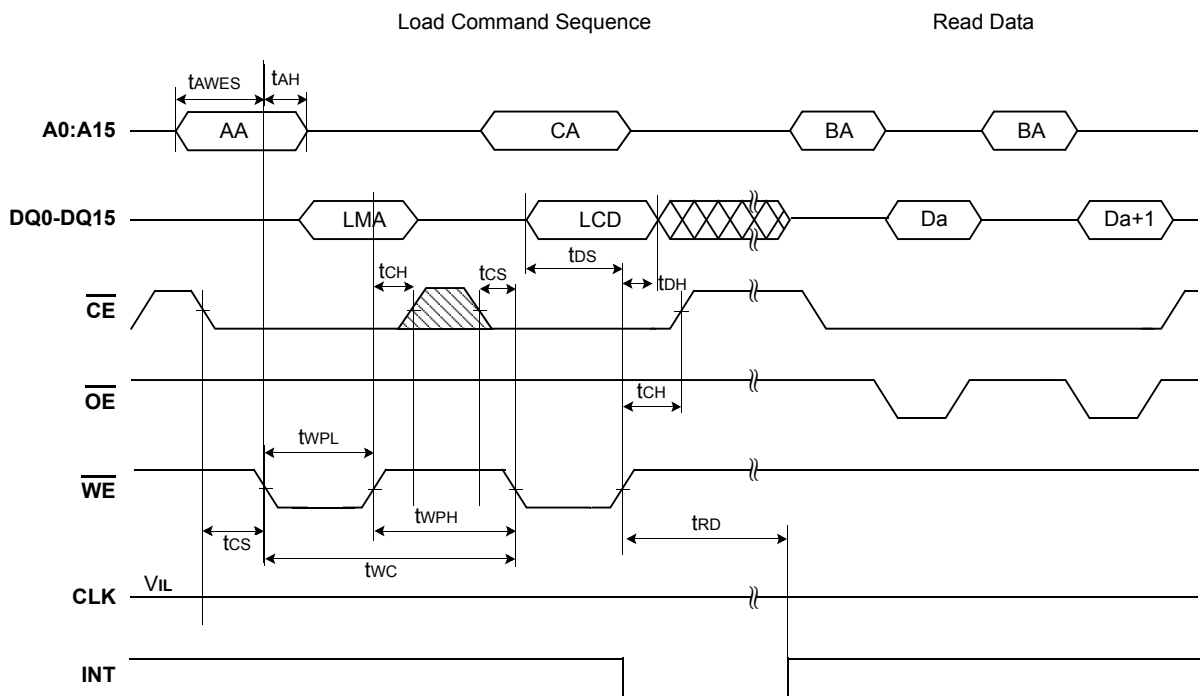 Load Command Sequence Read Data
tAWES tAH
A0:A15 AA CA BA BA
DQ0-DQ15 LMA LCD Da Da+1
tCH tCS tDS tDH
CE
OE tCH
tWPL
WE
tCS tWPH tRD
tWC
CLK VIL
INT